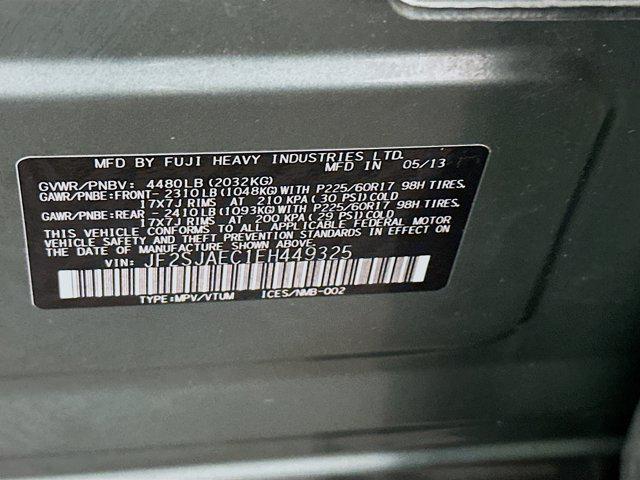 MFD BY FUJI HEAVY INDUSTRIES LTD.
MFD IN 05/13
GVWR/PNBV: 4480LB(2032KG)
GAWR/PNBE:FRONT- 2310LB(1048KG)WITH P225/60R17 98H TIRES.
17X7J RIMS AT 210 KPA(30 PSI)COLD
GAWR/PNBE:REAR - 2410LB(1093KG)WITH P225/60R17 98H TIRES.
17X7J RIMS AT 200 KPA(29 PSI)COLD
THIS VEHICLE CONFORMS TO ALL APPLICABLE FEDERAL MOTOR
VEHICLE SAFETY AND THEFT PREVENTION STANDARDS IN EFFECT ON
THE DATE OF MANUFACTURE SHOWN ABOVE.
VIN: JF2SJAEC1EH449325
TYPE:MPV/VTUM ICES/NMB-002